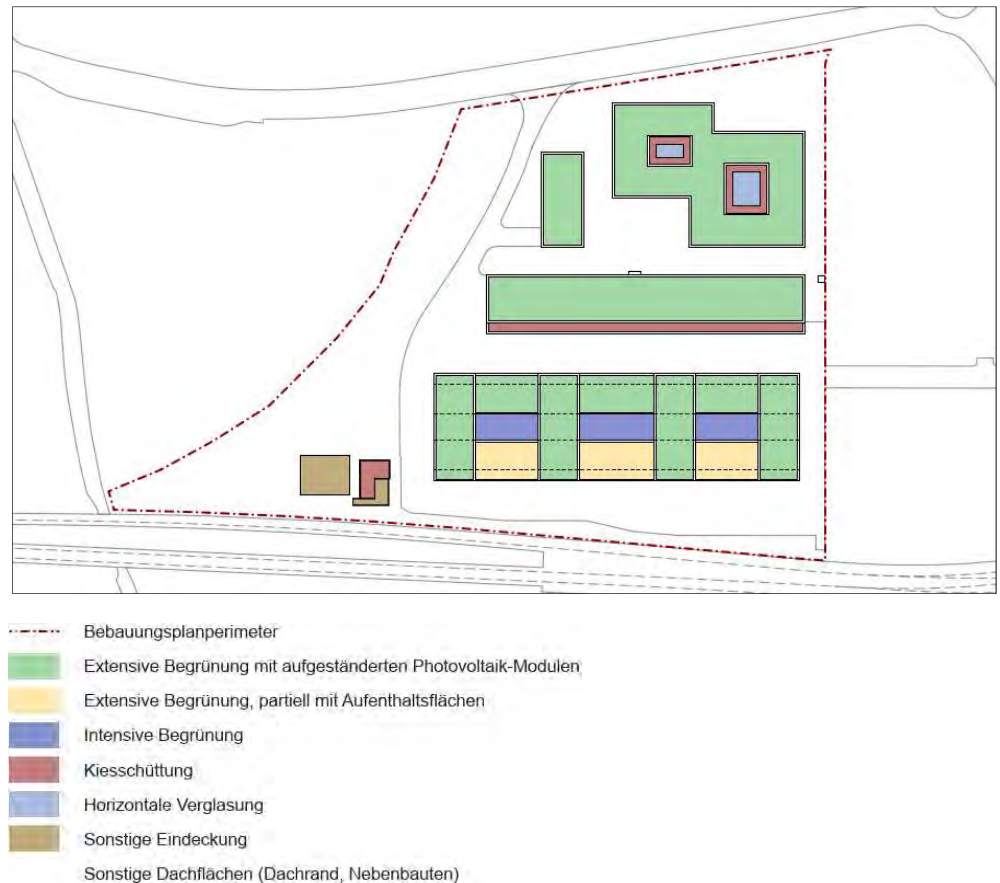 Bebauungsplanperimeter
Extensive Begrünung mit aufgeständerten Photovoltaik-Modulen
Extensive Begrünung, partiell mit Aufenthaltsflächen
Intensive Begrünung
Kiesschüttung
Horizontale Verglasung
Sonstige Eindeckung
Sonstige Dachflächen (Dachrand, Nebenbauten)